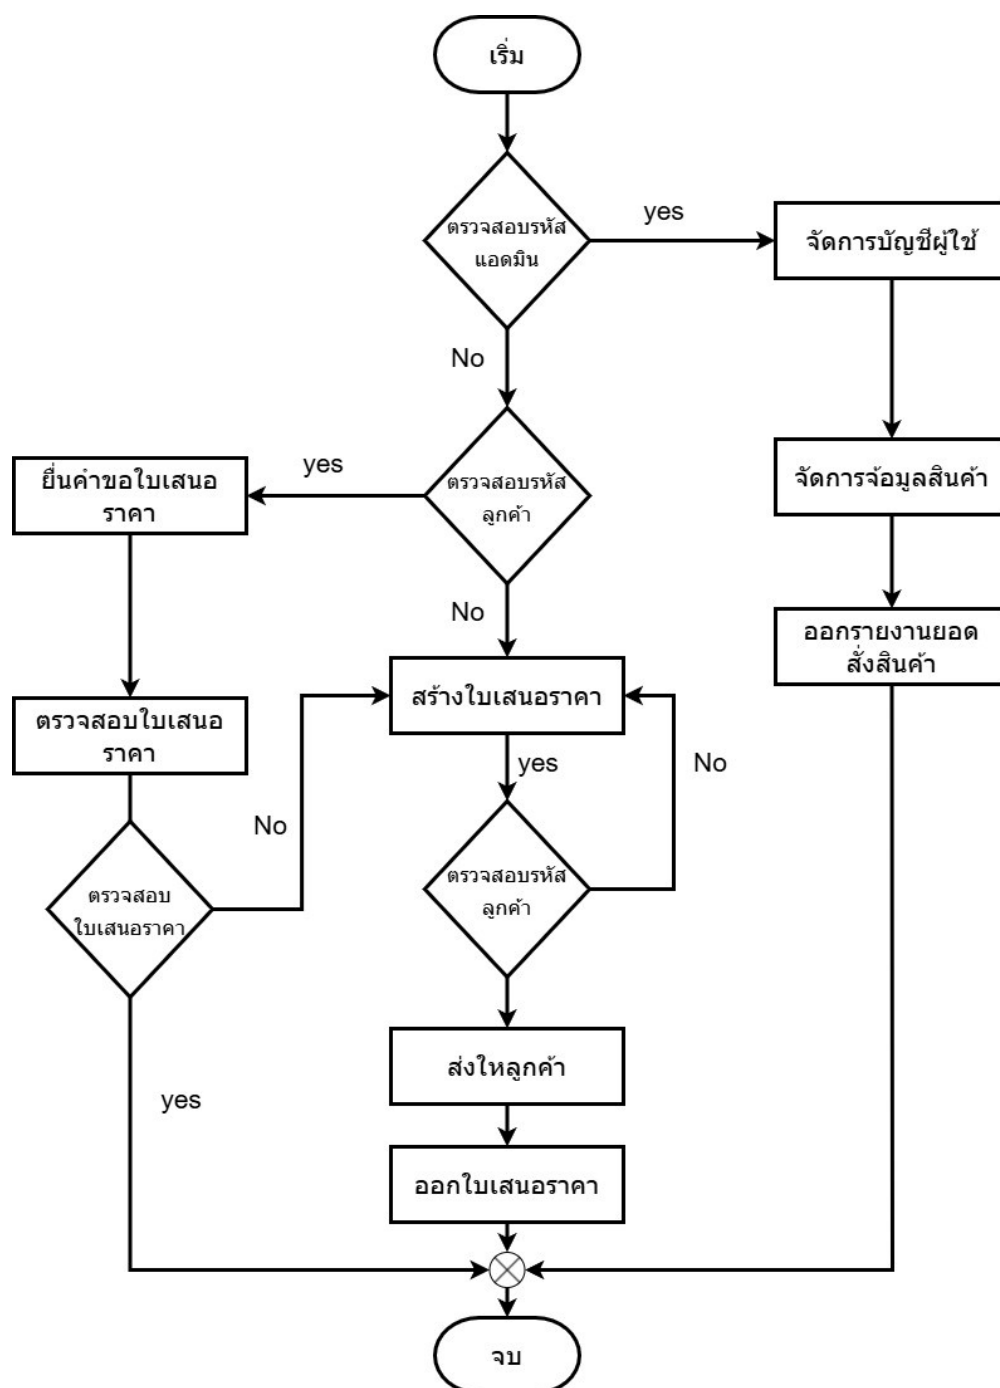 เริ่ม
ตรวจสอบรหัส
แอดมิน
yes
จัดการบัญชีผู้ใช้
No
ยื่นคำขอใบเสนอ
ราคา
yes
ตรวจสอบรหัส
ลูกค้า
จัดการจ้อมูลสินค้า
No
ออกรายงานยอด
สั่งสินค้า
ตรวจสอบใบเสนอ
ราคา
สร้างใบเสนอราคา
yes
No
No
ตรวจสอบ
ใบเสนอราคา
ตรวจสอบรหัส
ลูกค้า
ส่งใหลูกค้า
yes
ออกใบเสนอราคา
จบ